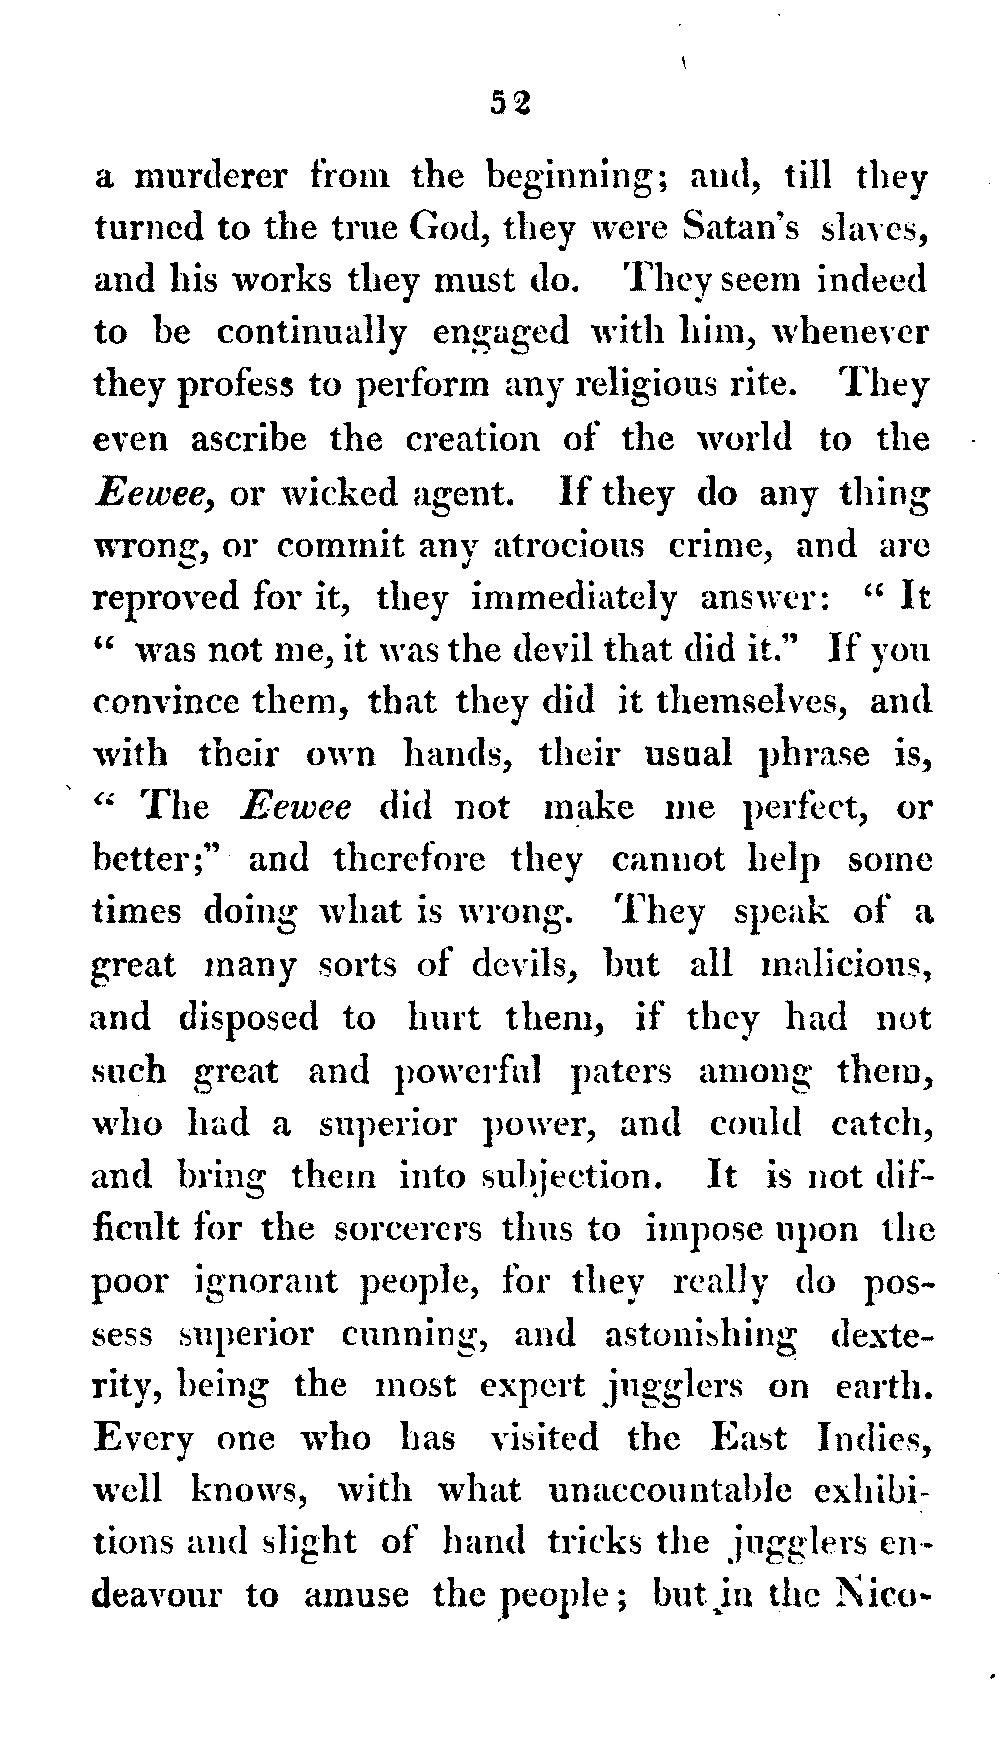 52
a murderer from the beginning; and, till they
turned to the true God, they were Satan's slaves,
and his works they must do. They seem indeed
to be continually engaged with him, whenever
they profess to perform any religious rite. They
even ascribe the creation of the world to the
Eewee, or wicked agent. If they do any thing
wrong, or commit any atrocious crime, and are
reproved for it, they immediately answer: “ It
“ was not me, it was the devil that did it.” If you
convince them, that they did it themselves, and
with their own hands, their usual phrase is,
“ The Eewee did not make me perfect, or
better;” and therefore they cannot help some
times doing what is wrong. They speak of a
great many sorts of devils, but all malicious,
and disposed to hurt them, if they had not
such great and powerful paters among them,
who had a superior power, and could catch,
and bring them into subjection. It is not dif-
ficult for the sorcerers thus to impose upon the
poor ignorant people, for they really do pos-
sess superior cunning, and astonishing dexte-
rity, being the most expert jugglers on earth.
Every one who has visited the East Indies,
well knows, with what unaccountable exhibi-
tions and slight of hand tricks the jugglers en-
deavour to amuse the people; but in the Nico-